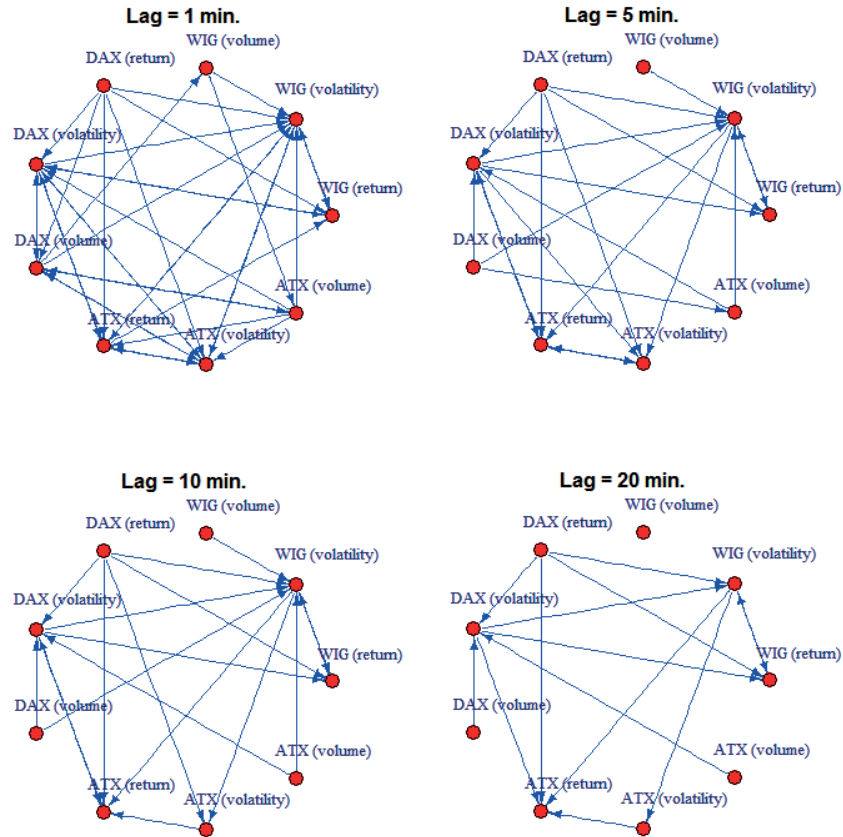 Lag = 1 min.
WIG (volume)
DAX (return)
WIG (volatility)
DAX (volatility)
WIG (return)
DAX (volume)
ATX (volume)
ATX (return)
ATX (volatility)
Lag = 5 min.
WIG (volume)
DAX (return)
WIG (volatility)
DAX (volatility)
WIG (return)
DAX (volume)
ATX (volume)
ATX (return)
ATX (volatility)
Lag = 10 min.
WIG (volume)
DAX (return)
WIG (volatility)
DAX (volatility)
WIG (return)
DAX (volume)
ATX (volume)
ATX (return)
ATX (volatility)
Lag = 20 min.
WIG (volume)
DAX (return)
WIG (volatility)
DAX (volatility)
WIG (return)
DAX (volume)
ATX (volume)
ATX (return)
ATX (volatility)